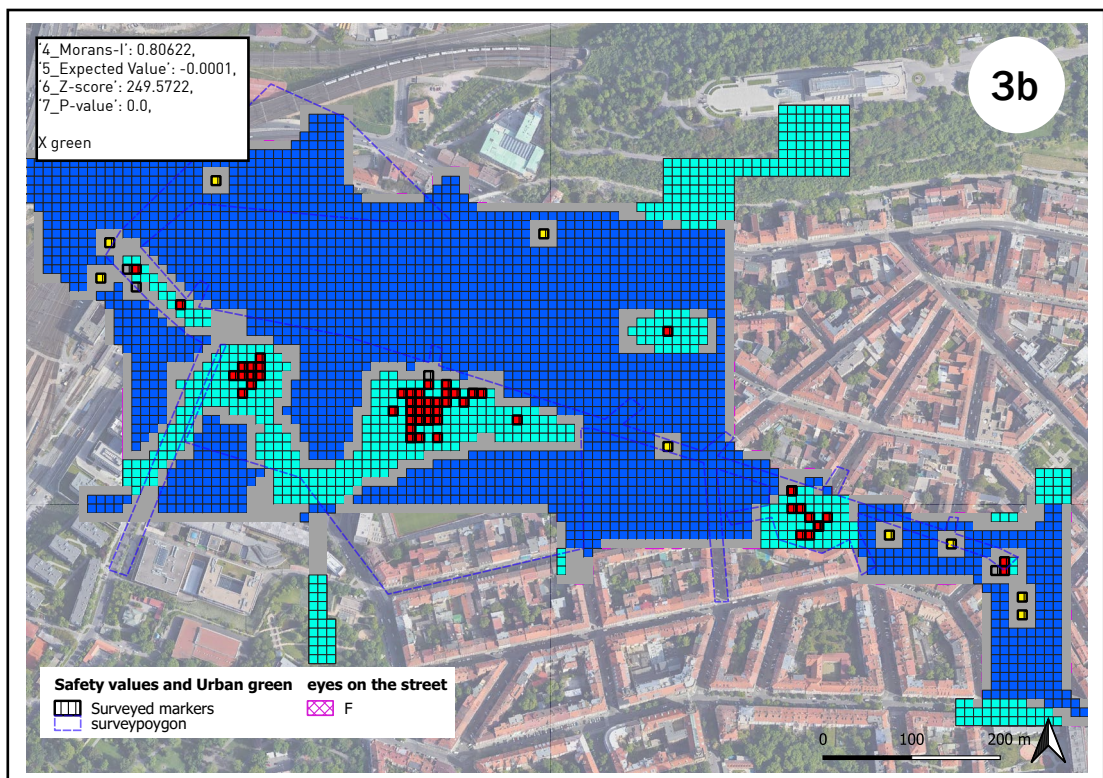 '4_Morans-I': 0.80622,
'5_Expected Value': -0.0001,
'6_Z-score': 249.5722,
'7_P-value': 0.0,
X green
3b
Safety values and Urban green
Surveyed markers
surveypoygon
eyes on the street
F
0 100 200 m